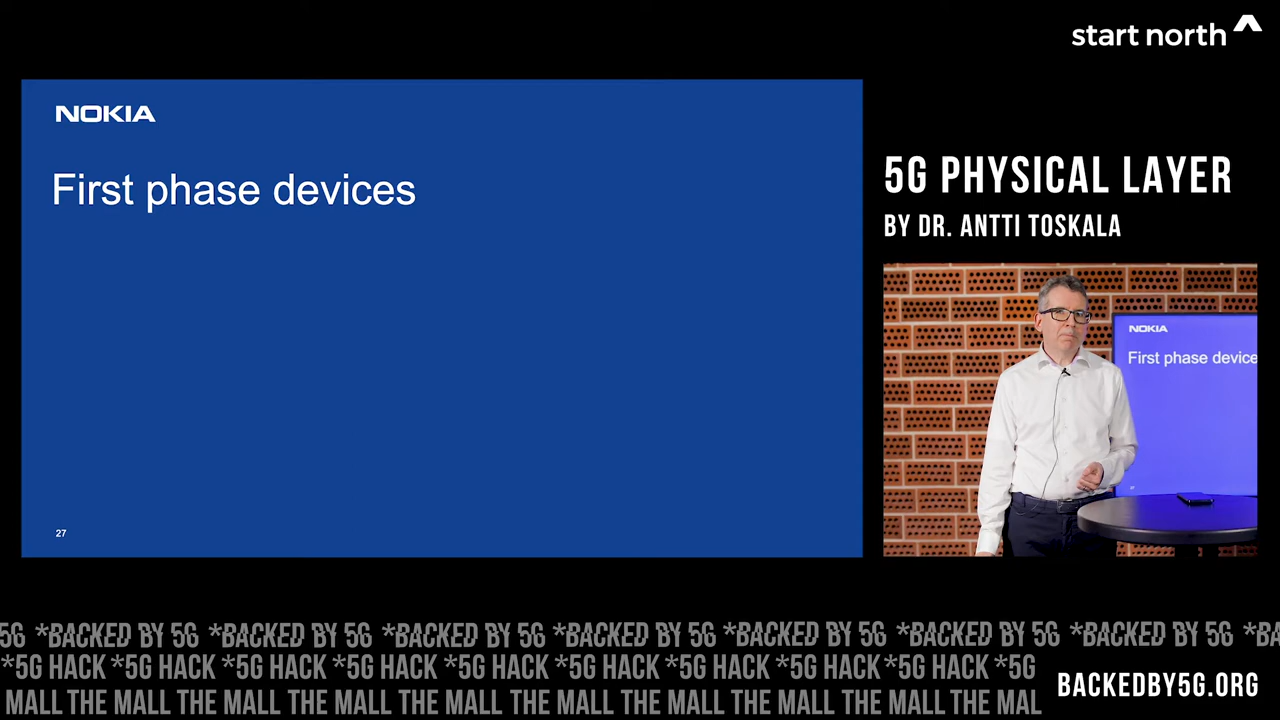 start north
NOKIA
First phase devices
27
5G PHYSICAL LAYER
BY DR. ANTTI TOSKALA
NOKIA
First phase device
5G *BACKED BY 5G *BACKED BY 5G *BACKED BY 5G *BACKED BY 5G *BACKED BY 5G *BACKED BY 5G *BACKED BY 5G *BA
*5G HACK *5G HACK *5G HACK *5G HACK *5G HACK *5G HACK *5G HACK *5G HACK *5G HACK *5G
MALL THE MALL THE MALL THE MALL THE MALL THE MALL THE MALL THE MALL THE MALL THE MAL
BACKEDBY5G.ORG